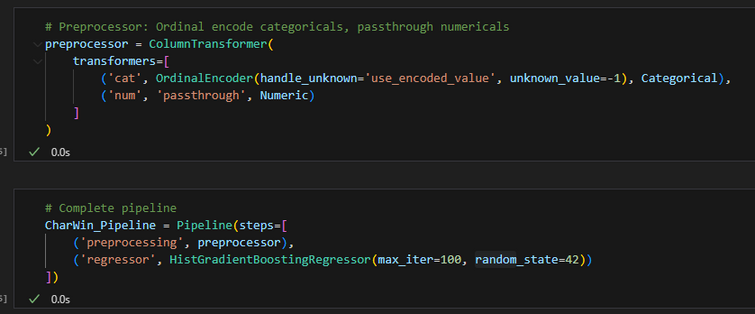 # Preprocessor: Ordinal encode categoricals, passthrough numericals
preprocessor = ColumnTransformer(
transformers=[
('cat', OrdinalEncoder(handle_unknown='use_encoded_value', unknown_value=-1), Categorical),
('num', 'passthrough', Numeric)
]
)
✓ 0.0s
# Complete pipeline
CharWin_Pipeline = Pipeline(steps=[
('preprocessing', preprocessor),
('regressor', HistGradientBoostingRegressor(max_iter=100, random_state=42))
])
✓ 0.0s